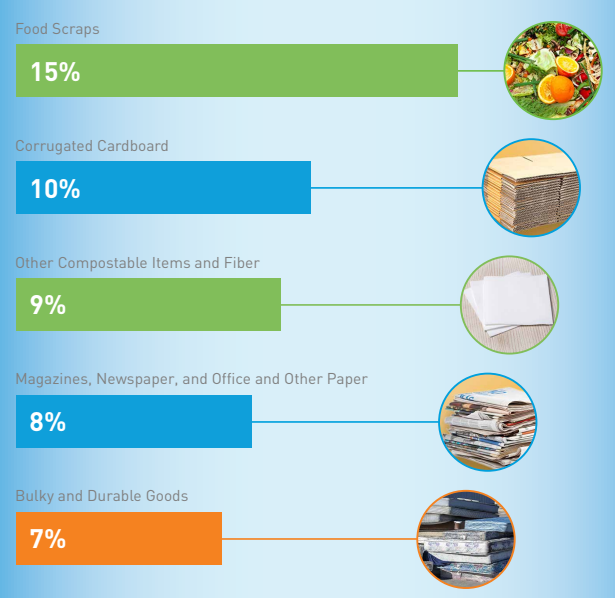 Food Scraps
15%
Corrugated Cardboard
10%
Other Compostable Items and Fiber
9%
Magazines, Newspaper, and Office and Other Paper
8%
Bulky and Durable Goods
7%